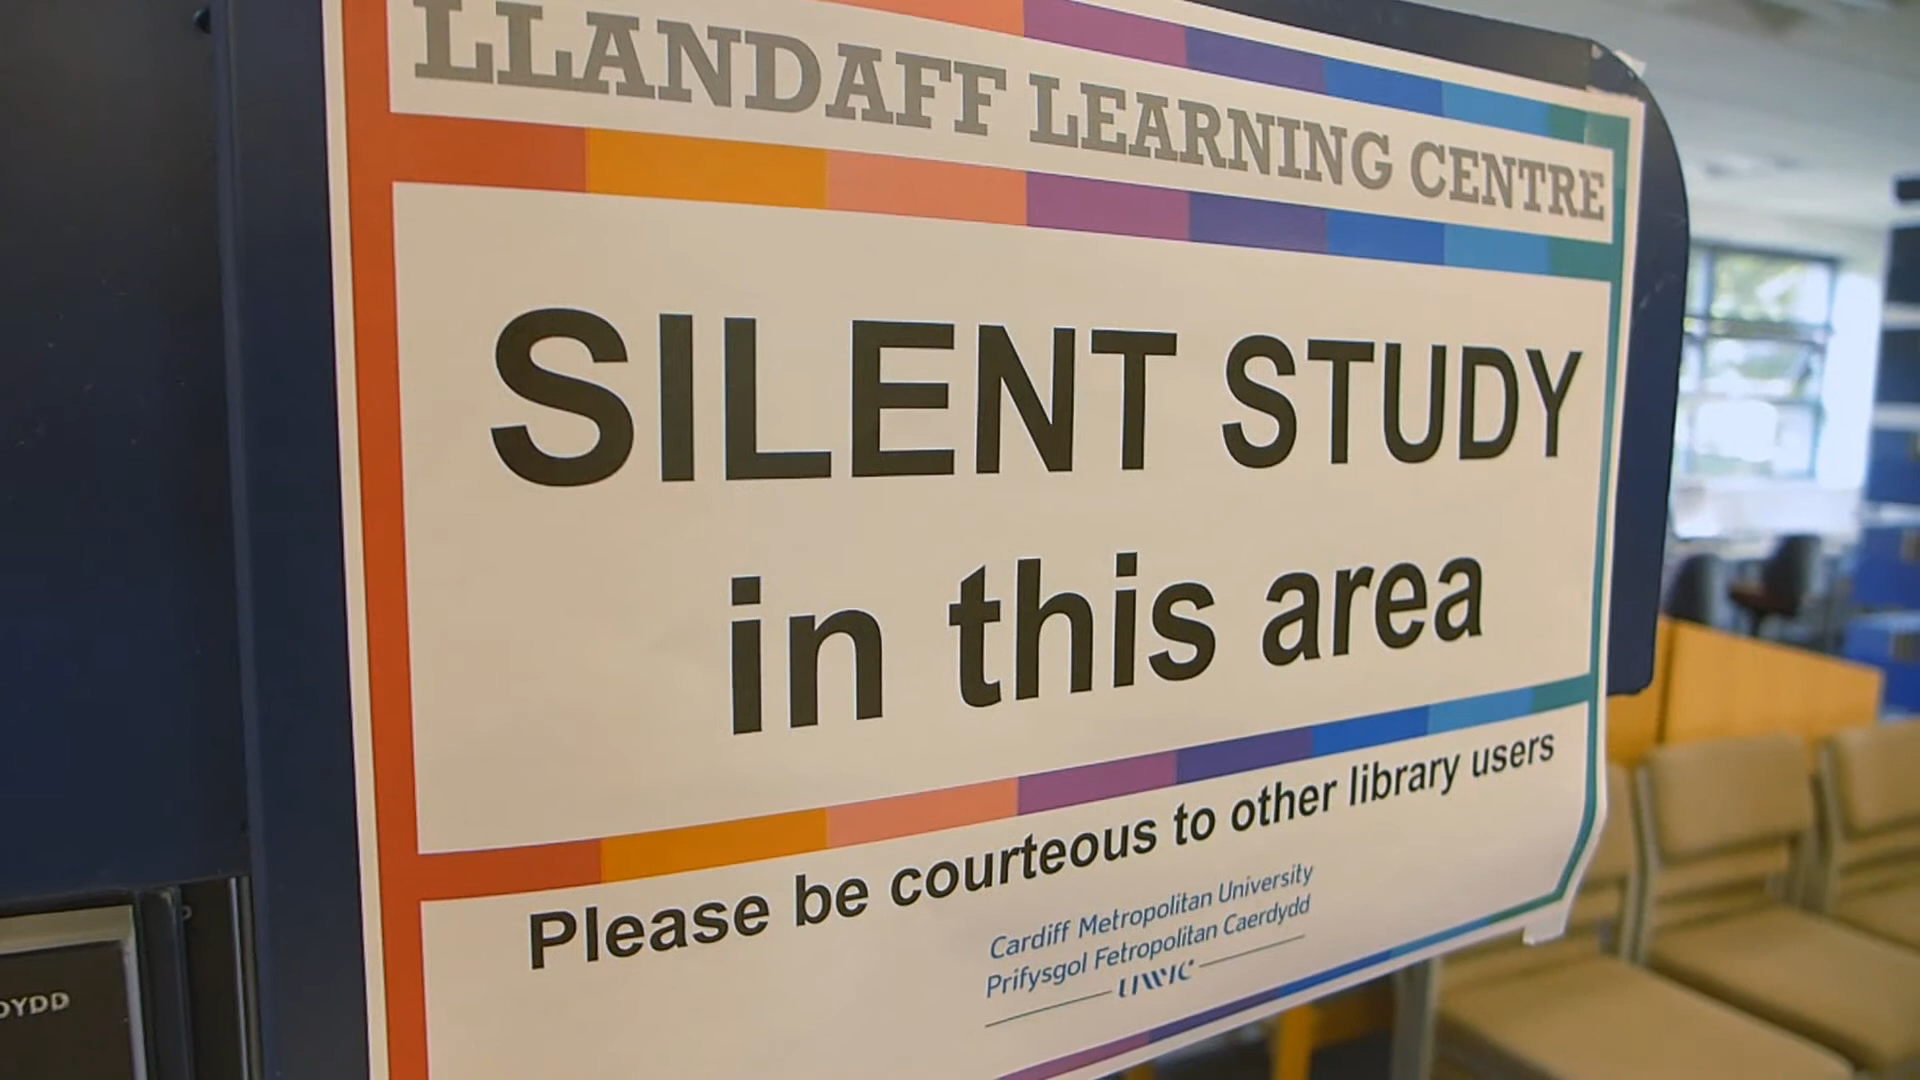 LLANDAFF LEARNING CENTRE
SILENT STUDY
in this area
Please be courteous to other library users
Cardiff Metropolitan University
Prifysgol Fetropolitan Caerdydd
UWIC